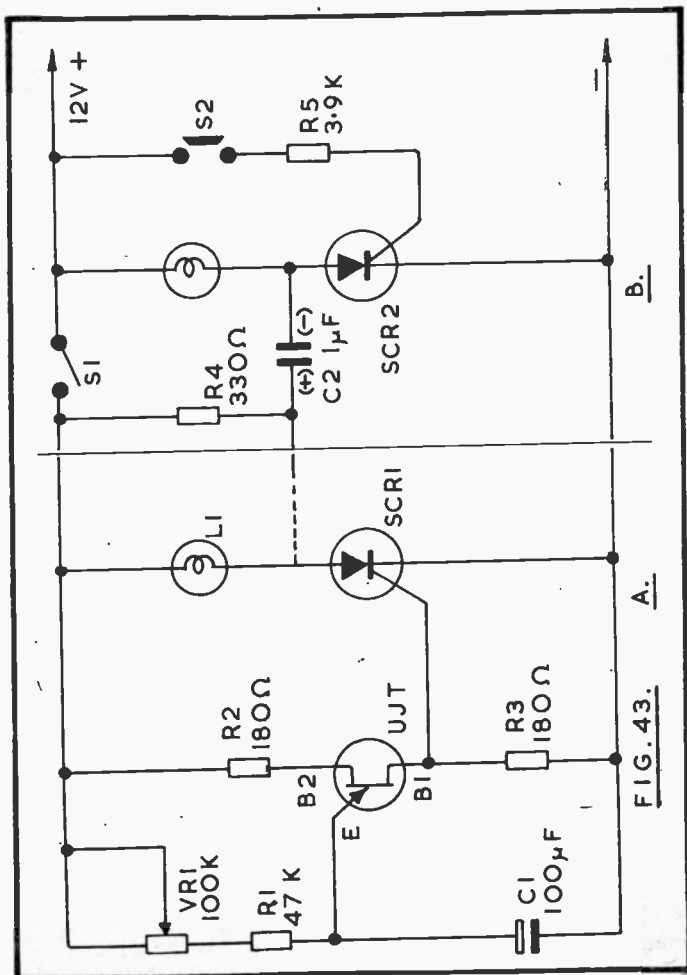 12V +
S1
S2
R5
3.9K
R4
330Ω
(+) (-)
C2 1µF
SCR2
B.
L1
SCR1
A.
R2
180Ω
B2
UJT
E
B1
R3
180Ω
VR1
100K
R1
47K
C1
100µF
–
FIG.43.